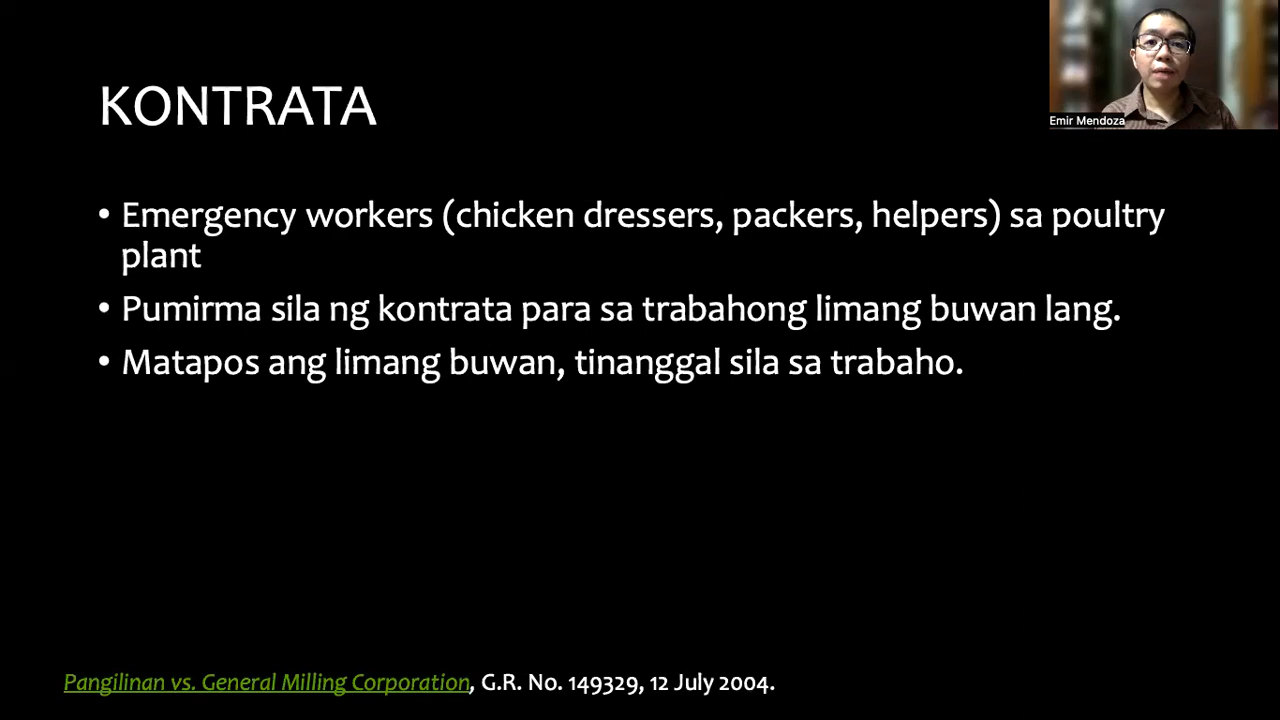 KONTRATA
Emir Mendoza
• Emergency workers (chicken dressers, packers, helpers) sa poultry
plant
• Pumirma sila ng kontrata para sa trabahong limang buwan lang.
• Matapos ang limang buwan, tinanggal sila sa trabaho.
Pangilinan vs. General Milling Corporation, G.R. No. 149329, 12 July 2004.